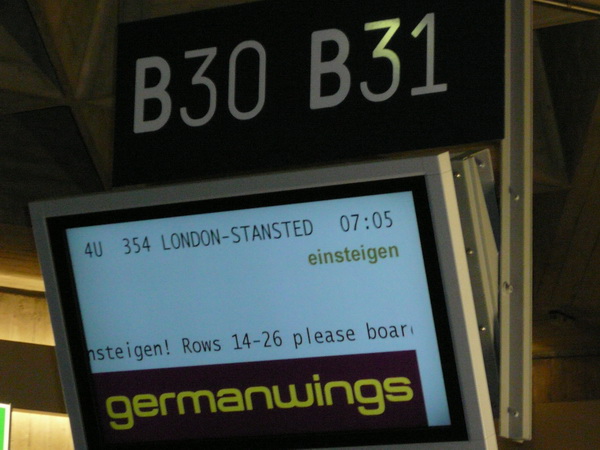 B30 B31
4U 354 LONDON-STANSTED 07:05
einsteigen
nsteigen! Rows 14-26 please boar
germanwings